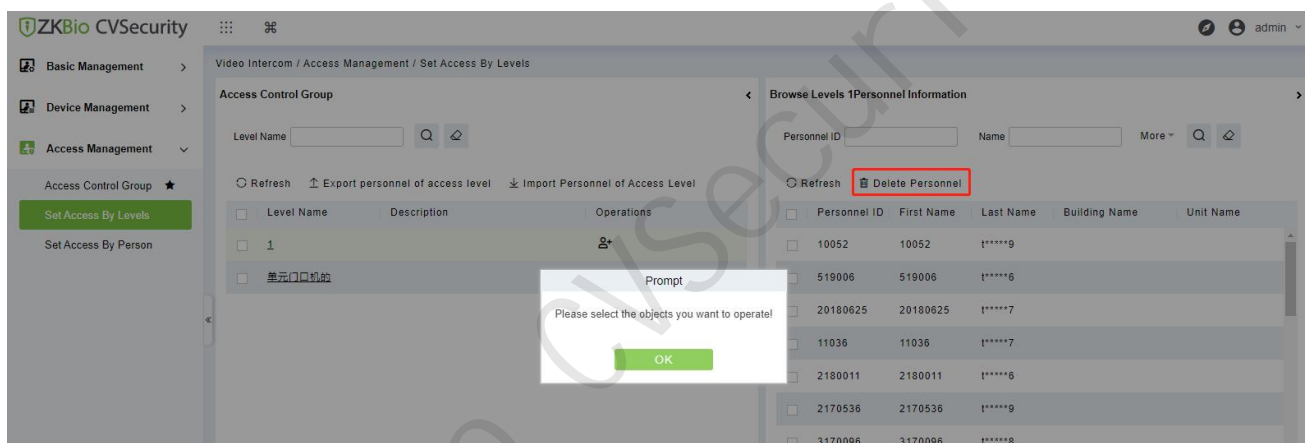 ZKBio CVSecurity
admin
Basic Management
Device Management
Access Management
Access Control Group
Set Access By Levels
Set Access By Person
Video Intercom / Access Management / Set Access By Levels
Access Control Group
Level Name
Refresh Export personnel of access level Import Personnel of Access Level
Level Name Description Operations
1
单元门口机的
Browse Levels 1Personnel Information
Personnel ID Name More
Refresh Delete Personnel
Personnel ID First Name Last Name Building Name Unit Name
10052 10052 t*****9
519006 519006 t*****6
20180625 20180625 t*****7
11036 11036 t*****7
2180011 2180011 t*****6
2170536 2170536 t*****9
3170096 3170096 t*****8
Prompt
Please select the objects you want to operate!
OK
CVSecurity